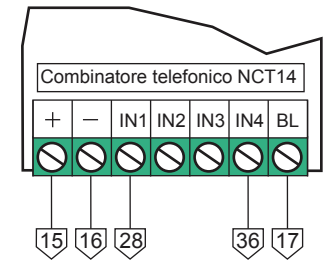 Combinatore telefonico NCT14
+ — IN1 IN2 IN3 IN4 BL
15 16 28 36 17